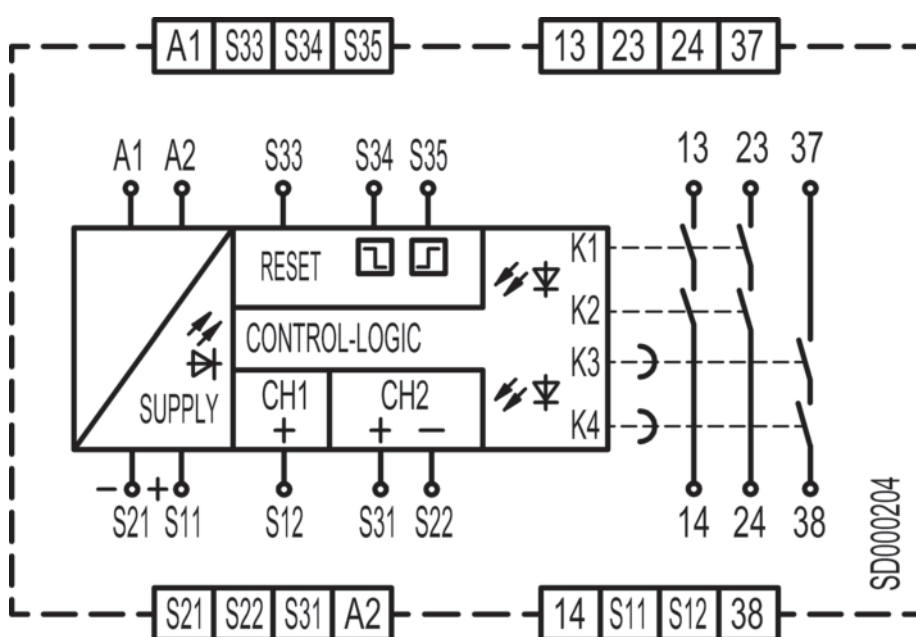 A1 S33 S34 S35 13 23 24 37
A1 A2 S33 S34 S35 13 23 37
RESET K1
K2
CONTROL-LOGIC
K3
SUPPLY CH1 CH2
+ + − K4
− S21 + S11 S12 S31 S22 14 24 38
SD000204
S21 S22 S31 A2 14 S11 S12 38